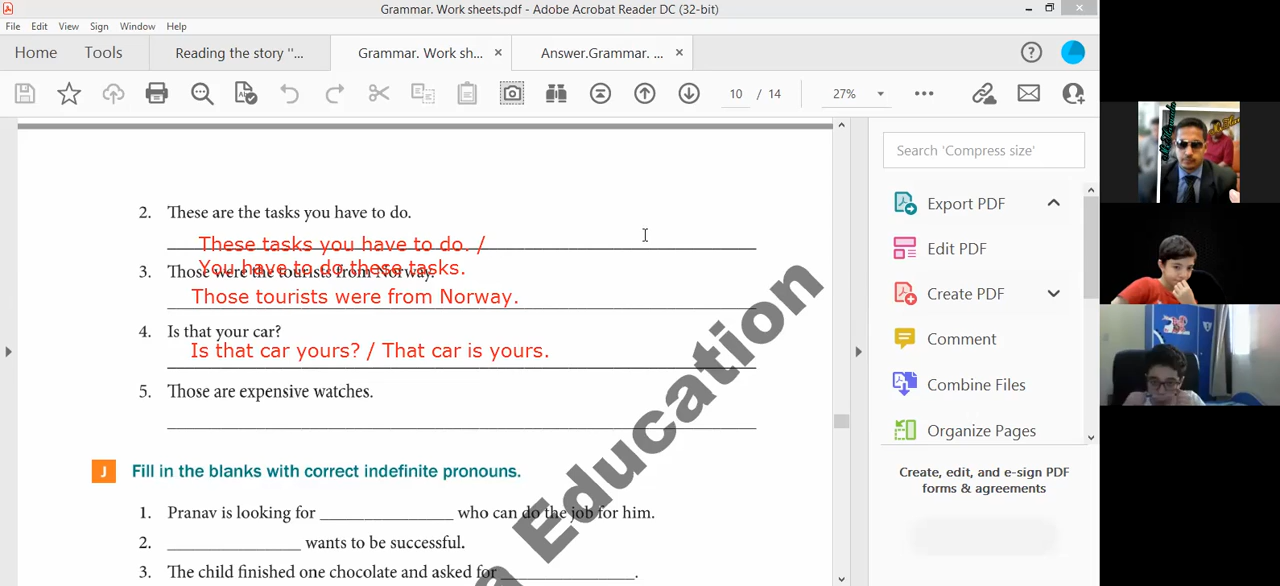 Grammar. Work sheets.pdf - Adobe Acrobat Reader DC (32-bit)
File Edit View Sign Window Help
Home Tools Reading the story "... Grammar. Work sh... × Answer.Grammar. ... ×
10 / 14 27%
Search 'Compress size'
Export PDF
Edit PDF
Create PDF
Comment
Combine Files
Organize Pages
Create, edit, and e-sign PDF
forms & agreements
2. These are the tasks you have to do.
These tasks you have to do. /
You have to do these tasks.
3. Those were the tourists from Norway.
Those tourists were from Norway.
4. Is that your car?
Is that car yours? / That car is yours.
5. Those are expensive watches.
J Fill in the blanks with correct indefinite pronouns.
1. Pranav is looking for ______________ who can do the job for him.
2. ______________ wants to be successful.
3. The child finished one chocolate and asked for ______________.
a Education